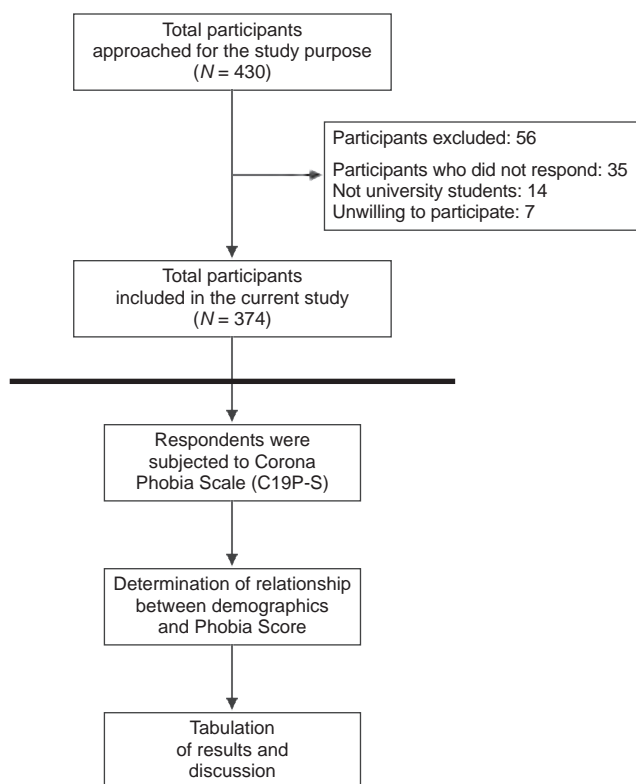 Total participants
approached for the study purpose
(N = 430)
Participants excluded: 56
Participants who did not respond: 35
Not university students: 14
Unwilling to participate: 7
Total participants
included in the current study
(N = 374)
Respondents were
subjected to Corona
Phobia Scale (C19P-S)
Determination of relationship
between demographics
and Phobia Score
Tabulation
of results and
discussion